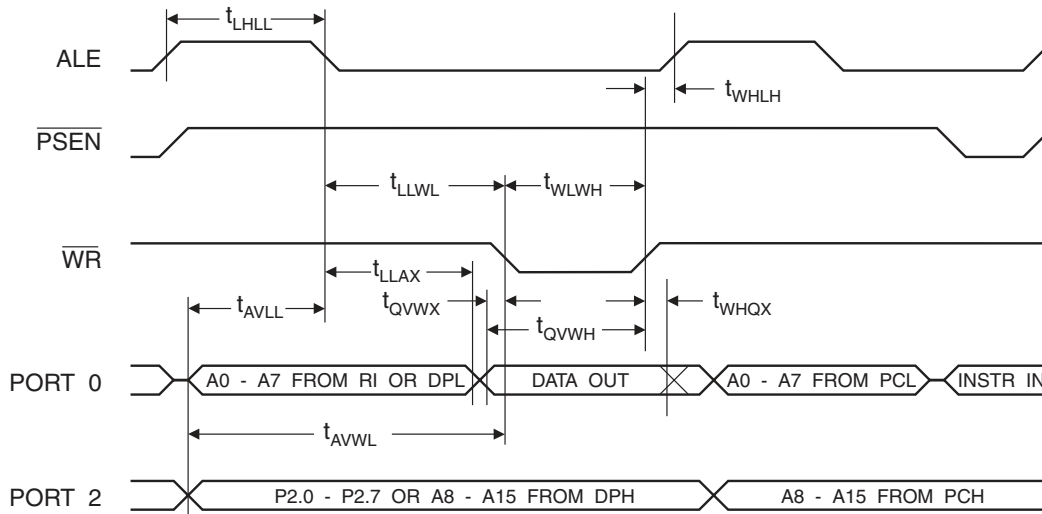 tLHLL
ALE
tWHLH
PSEN
tLLWL
tWLWH
WR
tLLAX
tQVWX
tWHQX
tAVLL
tQVWH
PORT 0
A0 - A7 FROM RI OR DPL
DATA OUT
A0 - A7 FROM PCL
INSTR IN
tAVWL
PORT 2
P2.0 - P2.7 OR A8 - A15 FROM DPH
A8 - A15 FROM PCH